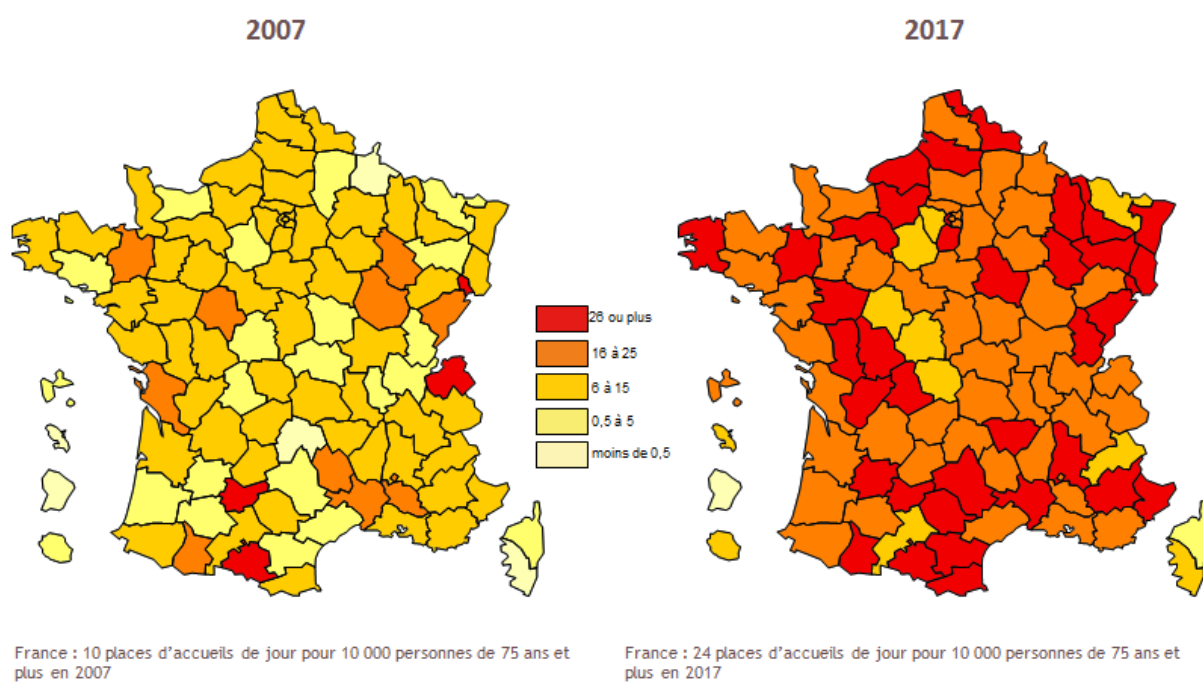 2007
2017
26 ou plus
16 à 25
6 à 15
0,5 à 5
moins de 0,5
France : 10 places d’accueils de jour pour 10 000 personnes de 75 ans et
plus en 2007
France : 24 places d’accueils de jour pour 10 000 personnes de 75 ans et
plus en 2017